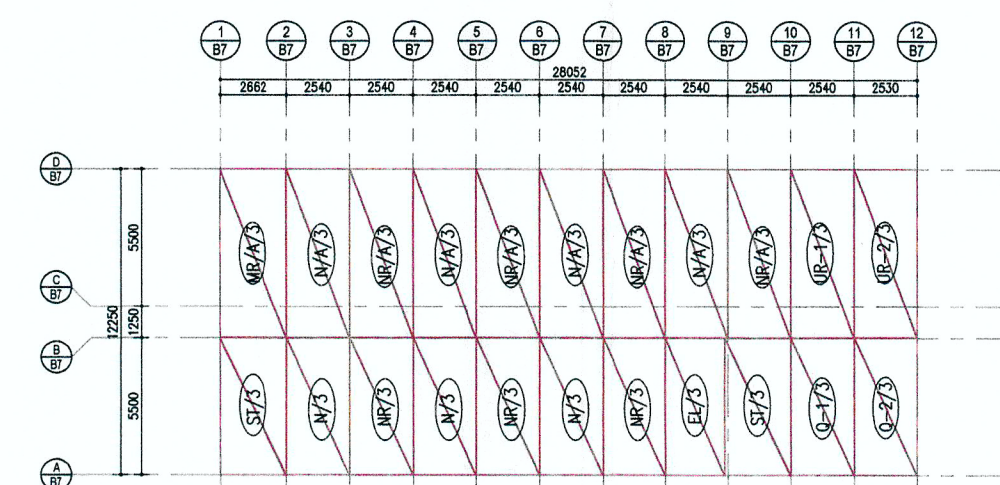 1 2 3 4 5 6 7 8 9 10 11 12
B7 B7 B7 B7 B7 B7 B7 B7 B7 B7 B7 B7
28052
2662 2540 2540 2540 2540 2540 2540 2540 2540 2540 2530
D
B7
5500
MR/A/3 N/A/3 NR/A/3 N/A/3 NR/A/3 N/A/3 NR/A/3 N/A/3 NR/A/3 UR-1/3 UR-2/3
C
B7
12250
1250
B
B7
5500
ST/3 N/3 NR/3 N/3 NR/3 N/3 NR/3 EL/3 ST/3 Q-1/3 Q-2/3
A
B7